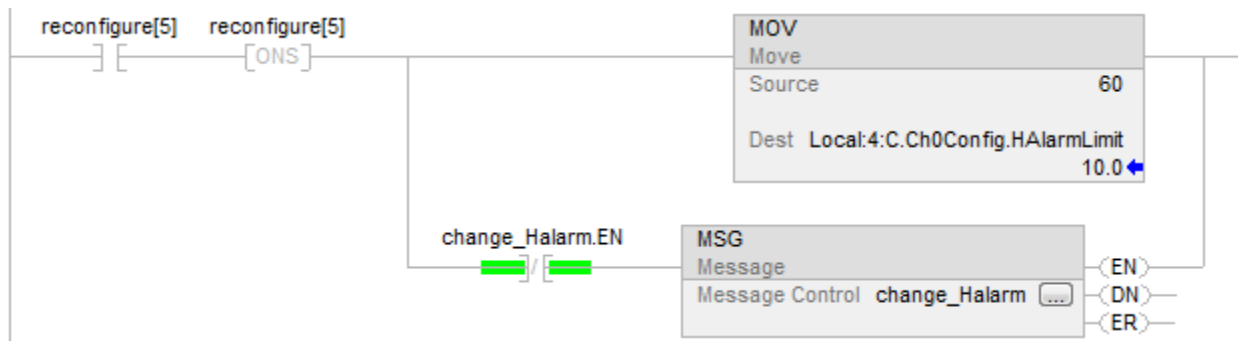 reconfigure[5] reconfigure[5]
ONS
MOV
Move
Source 60
Dest Local:4:C.Ch0Config.HAlarmLimit
10.0
change_Halarm.EN
/
MSG
Message
Message Control change_Halarm ...
EN
DN
ER